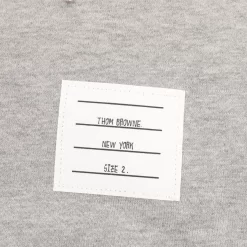 THOM BROWNE
NEW YORK
SIZE 2.